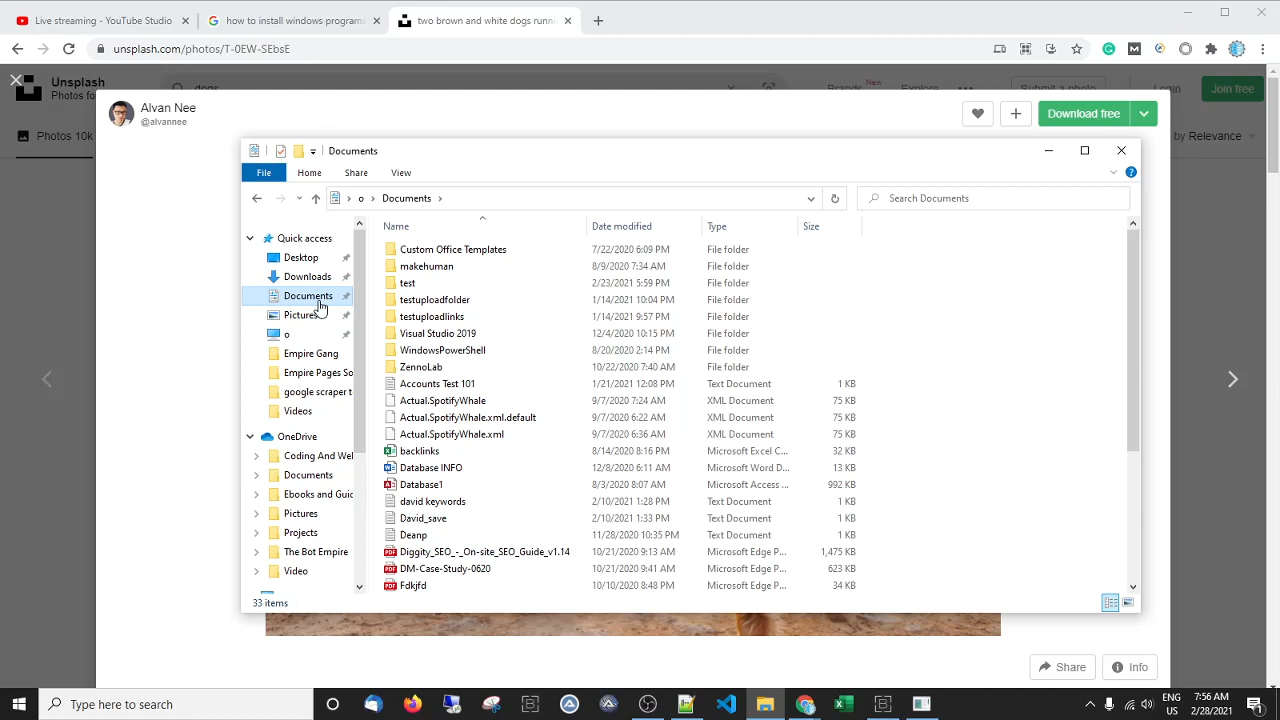 Live streaming - YouTube Studio
how to install windows programs
two brown and white dogs runni
unsplash.com/photos/T-0EW-SEbsE
Unsplash
Photos for
dogs
Brands
New
Explore
Submit a photo
Login
Join free
Photos 10k
by Relevance
Alvan Nee
@alvannee
Download free
Documents
File
Home
Share
View
o
Documents
Search Documents
Name
Date modified
Type
Size
Quick access
Desktop
Downloads
Documents
Pictures
o
Empire Gang
Empire Pages So
google scraper t
Videos
OneDrive
Coding And Wel
Documents
Ebooks and Guid
Pictures
Projects
The Bot Empire
Video
Custom Office Templates 7/22/2020 6:09 PM File folder
makehuman 8/9/2020 7:34 AM File folder
test 2/23/2021 5:59 PM File folder
testuploadfolder 1/14/2021 10:04 PM File folder
testuploadlinks 1/14/2021 9:57 PM File folder
Visual Studio 2019 12/4/2020 10:15 PM File folder
WindowsPowerShell 8/20/2020 2:14 PM File folder
ZennoLab 10/22/2020 7:40 AM File folder
Accounts Test 101 1/21/2021 12:08 PM Text Document 1 KB
Actual.SpotifyWhale 9/7/2020 7:24 AM XML Document 75 KB
Actual.SpotifyWhale.xml.default 9/7/2020 6:22 AM XML Document 75 KB
Actual.SpotifyWhale.xml 9/7/2020 6:36 AM XML Document 75 KB
backlinks 8/14/2020 8:16 PM Microsoft Excel C... 32 KB
Database INFO 12/8/2020 6:11 AM Microsoft Word D... 13 KB
Database1 8/3/2020 8:07 AM Microsoft Access ... 992 KB
david keywords 2/10/2021 1:28 PM Text Document 1 KB
David_save 2/10/2021 1:33 PM Text Document 1 KB
Deanp 11/28/2020 10:35 PM Text Document 1 KB
Diggity_SEO_-_On-site_SEO_Guide_v1.14 10/21/2020 9:13 AM Microsoft Edge P... 1,475 KB
DM-Case-Study-0620 10/21/2020 9:41 AM Microsoft Edge P... 623 KB
Fdkjfd 10/10/2020 8:48 PM Microsoft Edge P... 34 KB
33 items
Share
Info
Type here to search
ENG
US
7:56 AM
2/28/2021